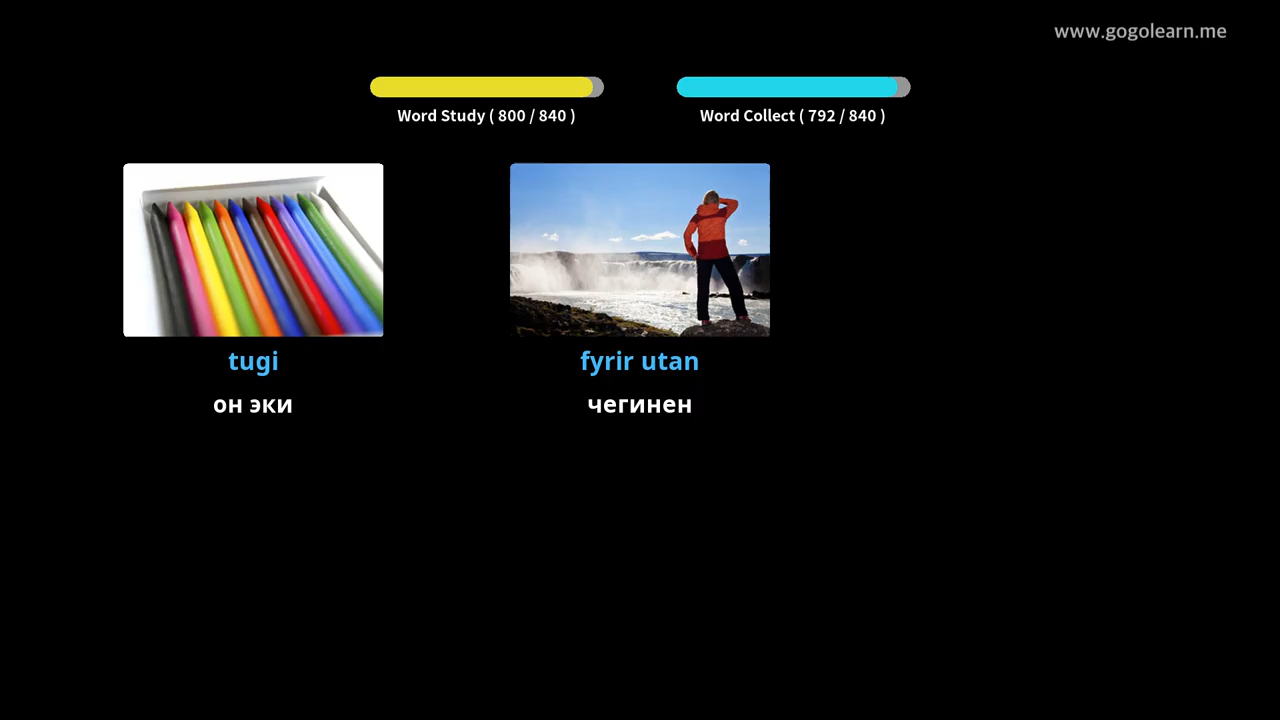 www.gogolearn.me
Word Study ( 800 / 840 )
Word Collect ( 792 / 840 )
tugi
fyrir utan
он эки
чегинен